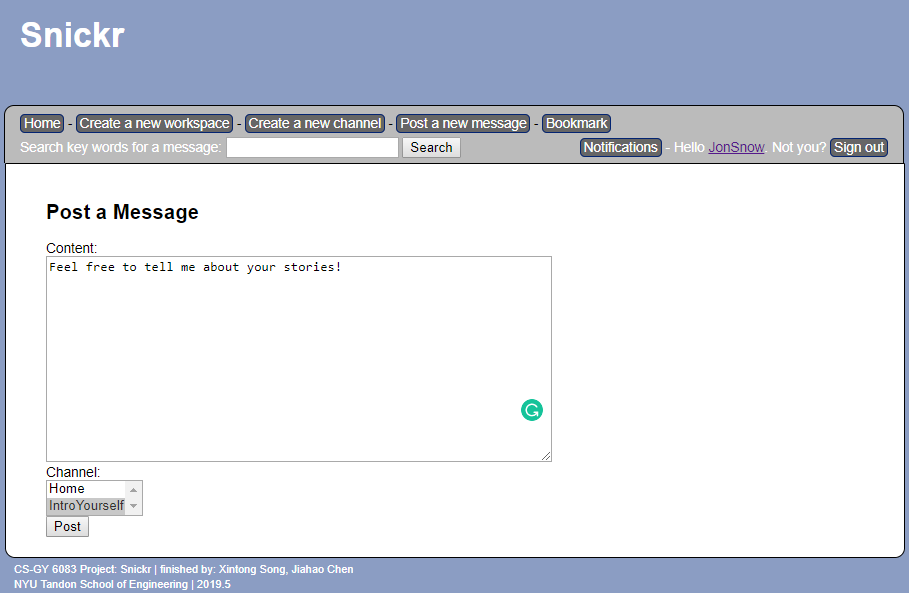 Snickr
Home - Create a new workspace - Create a new channel - Post a new message - Bookmark
Search key words for a message: Search Notifications - Hello JonSnow. Not you? Sign out
Post a Message
Content:
Feel free to tell me about your stories!
Channel:
Home
IntroYourself
Post
CS-GY 6083 Project: Snickr | finished by: Xintong Song, Jiahao Chen
NYU Tandon School of Engineering | 2019.5